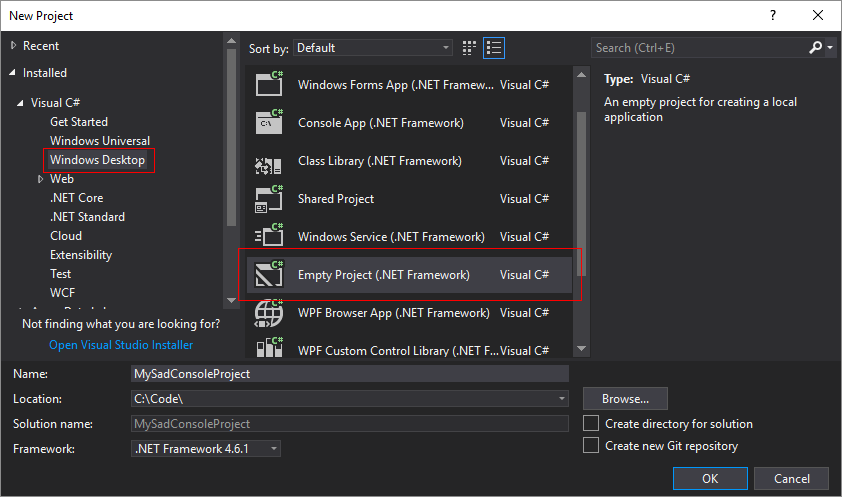 New Project
Recent
Installed
Visual C#
Get Started
Windows Universal
Windows Desktop
Web
.NET Core
.NET Standard
Cloud
Extensibility
Test
WCF
Not finding what you are looking for?
Open Visual Studio Installer
Sort by: Default
Windows Forms App (.NET Framew... Visual C#
Console App (.NET Framework) Visual C#
Class Library (.NET Framework) Visual C#
Shared Project Visual C#
Windows Service (.NET Framework) Visual C#
Empty Project (.NET Framework) Visual C#
WPF Browser App (.NET Framework) Visual C#
WPF Custom Control Library (.NET F... Visual C#
Search (Ctrl+E)
Type: Visual C#
An empty project for creating a local
application
Name: MySadConsoleProject
Location: C:\Code\
Browse...
Solution name: MySadConsoleProject
Create directory for solution
Framework: .NET Framework 4.6.1
Create new Git repository
OK Cancel